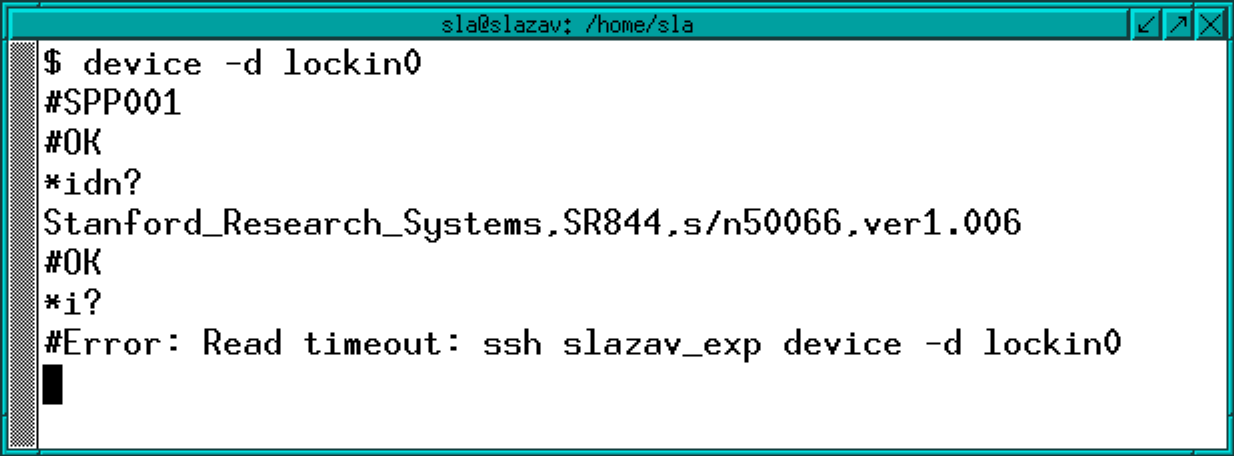 sla@slazav: /home/sla
$ device -d lockin0
#SPP001
#OK
*idn?
Stanford_Research_Systems,SR844,s/n50066,ver1.006
#OK
*i?
#Error: Read timeout: ssh slazav_exp device -d lockin0